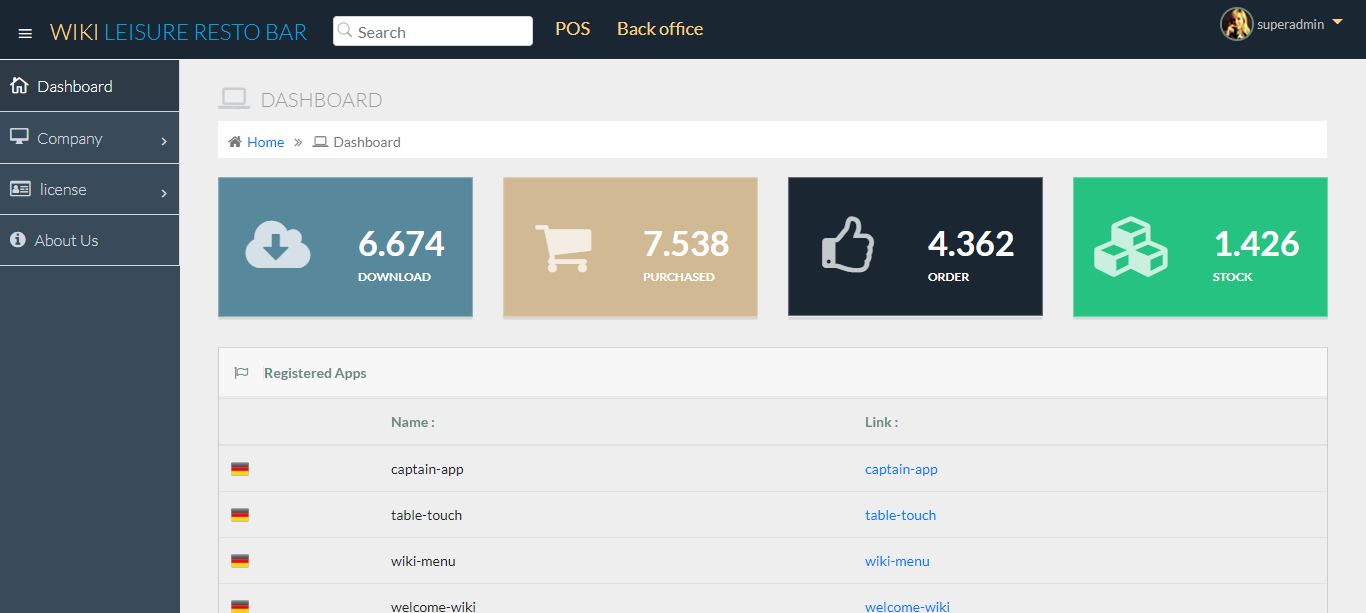 WIKI LEISURE RESTO BAR
Search
POS
Back office
superadmin
Dashboard
Company
license
About Us
DASHBOARD
Home » Dashboard
6.674
DOWNLOAD
7.538
PURCHASED
4.362
ORDER
1.426
STOCK
Registered Apps
Name : Link :
captain-app captain-app
table-touch table-touch
wiki-menu wiki-menu
welcome-wiki welcome-wiki